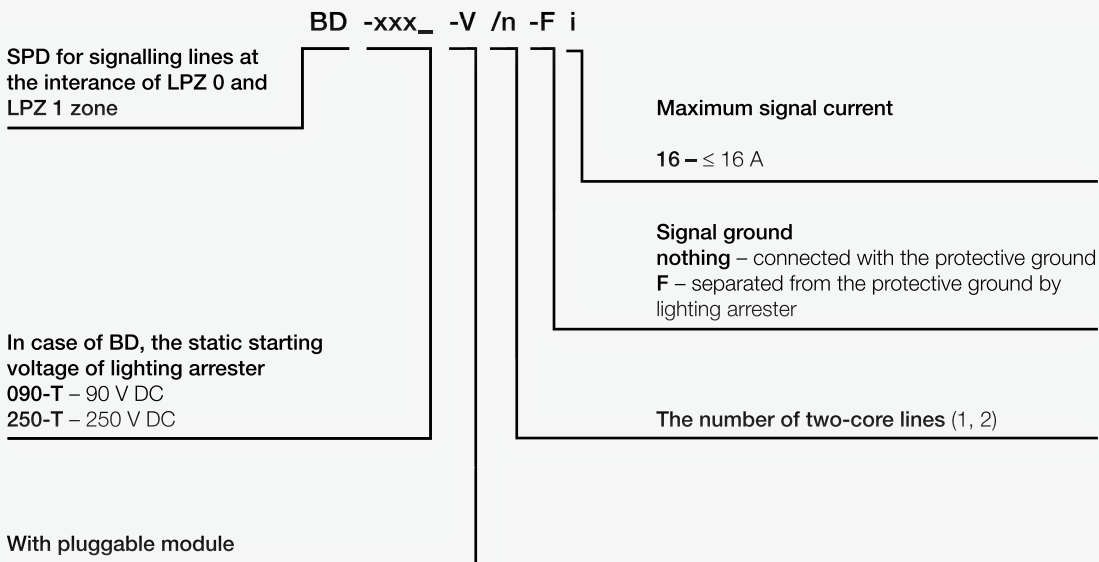 BD -xxx_ -V /n -F i
SPD for signalling lines at
the interance of LPZ 0 and
LPZ 1 zone
Maximum signal current
16 – ≤ 16 A
Signal ground
nothing – connected with the protective ground
F – separated from the protective ground by
lighting arrester
In case of BD, the static starting
voltage of lighting arrester
090-T – 90 V DC
250-T – 250 V DC
The number of two-core lines (1, 2)
With pluggable module